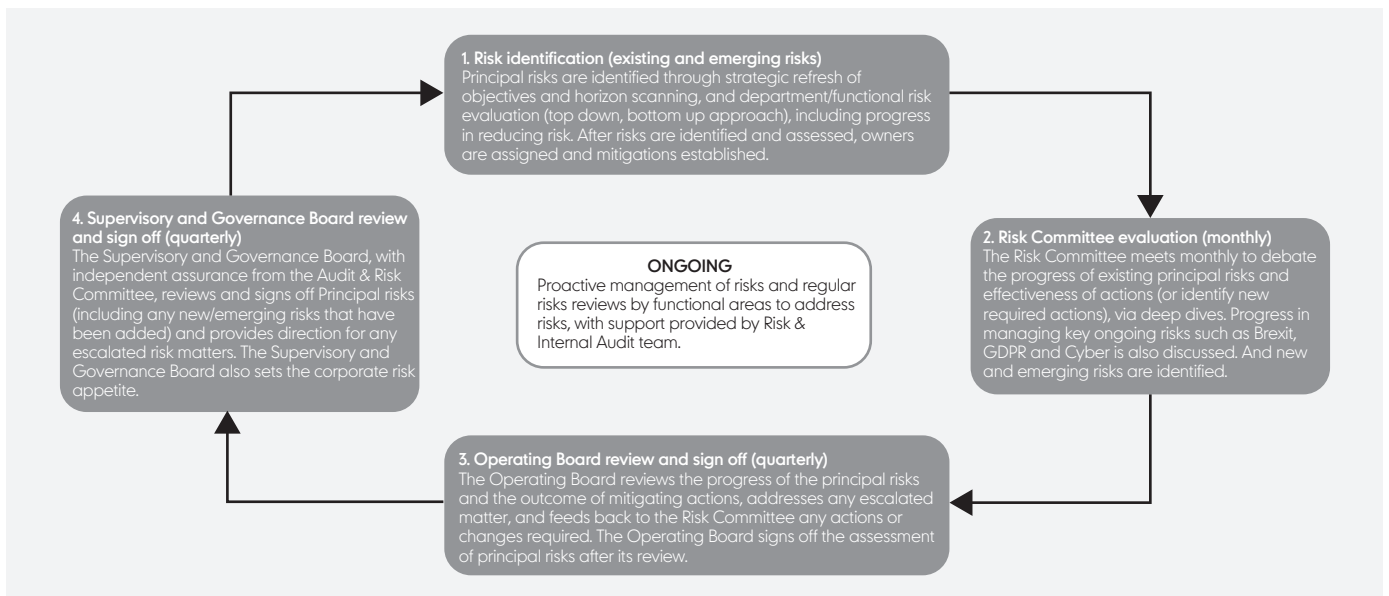 1. Risk identification (existing and emerging risks)
Principal risks are identified through strategic refresh of
objectives and horizon scanning, and department/functional risk
evaluation (top down, bottom up approach), including progress
in reducing risk. After risks are identified and assessed, owners
are assigned and mitigations established.
4. Supervisory and Governance Board review
and sign off (quarterly)
The Supervisory and Governance Board, with
independent assurance from the Audit & Risk
Committee, reviews and signs off Principal risks
(including any new/emerging risks that have
been added) and provides direction for any
escalated risk matters. The Supervisory and
Governance Board also sets the corporate risk
appetite.
ONGOING
Proactive management of risks and regular
risks reviews by functional areas to address
risks, with support provided by Risk &
Internal Audit team.
2. Risk Committee evaluation (monthly)
The Risk Committee meets monthly to debate
the progress of existing principal risks and
effectiveness of actions (or identify new
required actions), via deep dives. Progress in
managing key ongoing risks such as Brexit,
GDPR and Cyber is also discussed. And new
and emerging risks are identified.
3. Operating Board review and sign off (quarterly)
The Operating Board reviews the progress of the principal risks
and the outcome of mitigating actions, addresses any escalated
matter, and feeds back to the Risk Committee any actions or
changes required. The Operating Board signs off the assessment
of principal risks after its review.